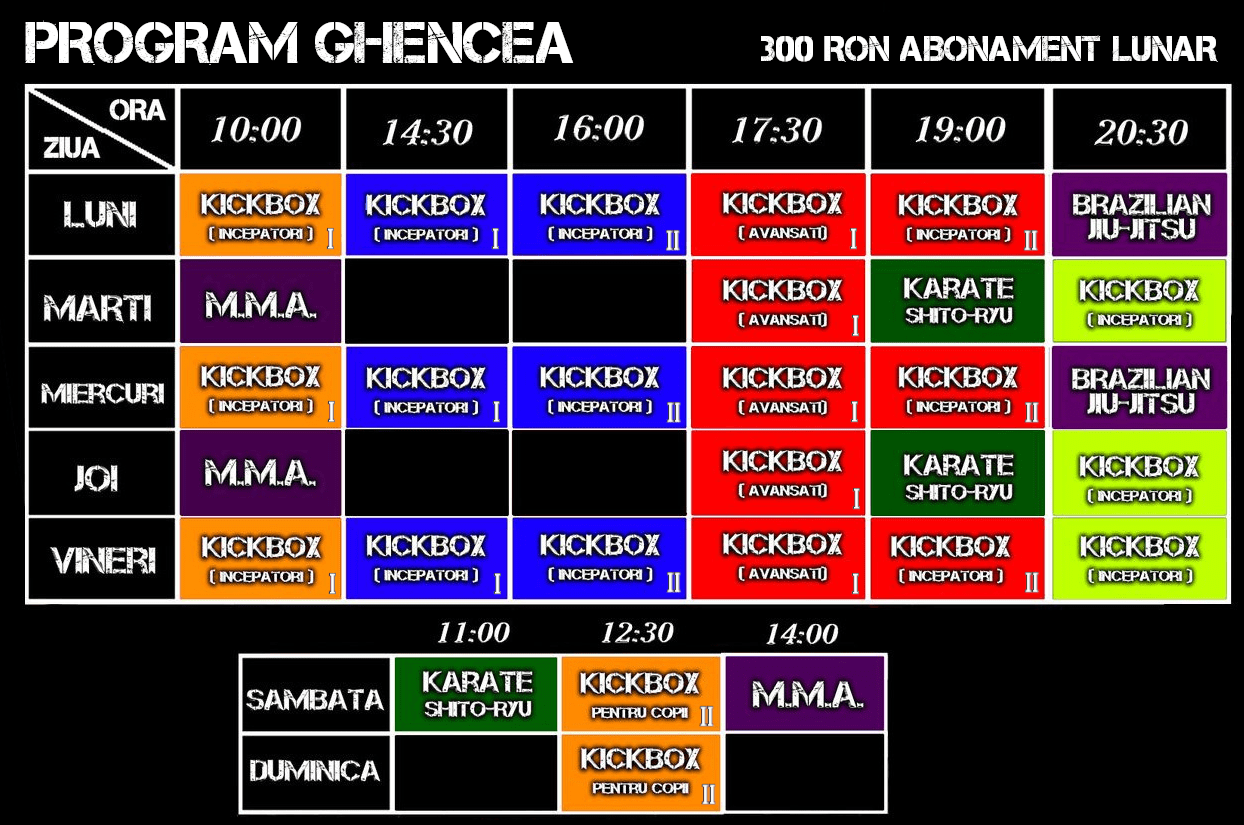 PROGRAM GHENCEA
300 RON ABONAMENT LUNAR
ORA
ZIUA
10:00 14:30 16:00 17:30 19:00 20:30
LUNI
KICKBOX
( INCEPATORI ) I
KICKBOX
( INCEPATORI ) I
KICKBOX
( INCEPATORI ) II
KICKBOX
( AVANSATI) I
KICKBOX
( INCEPATORI ) II
BRAZILIAN
JIU-JITSU
MARTI
M.M.A.
KICKBOX
( AVANSATI) I
KARATE
SHITO-RYU
KICKBOX
( INCEPATORI )
MIERCURI
KICKBOX
( INCEPATORI ) I
KICKBOX
( INCEPATORI ) I
KICKBOX
( INCEPATORI ) II
KICKBOX
( AVANSATI) I
KICKBOX
( INCEPATORI ) II
BRAZILIAN
JIU-JITSU
JOI
M.M.A.
KICKBOX
( AVANSATI) I
KARATE
SHITO-RYU
KICKBOX
( INCEPATORI )
VINERI
KICKBOX
( INCEPATORI ) I
KICKBOX
( INCEPATORI ) I
KICKBOX
( INCEPATORI ) II
KICKBOX
( AVANSATI) I
KICKBOX
( INCEPATORI ) II
KICKBOX
( INCEPATORI )
11:00 12:30 14:00
SAMBATA
KARATE
SHITO-RYU
KICKBOX
PENTRU COPII II
M.M.A.
DUMINICA
KICKBOX
PENTRU COPII II